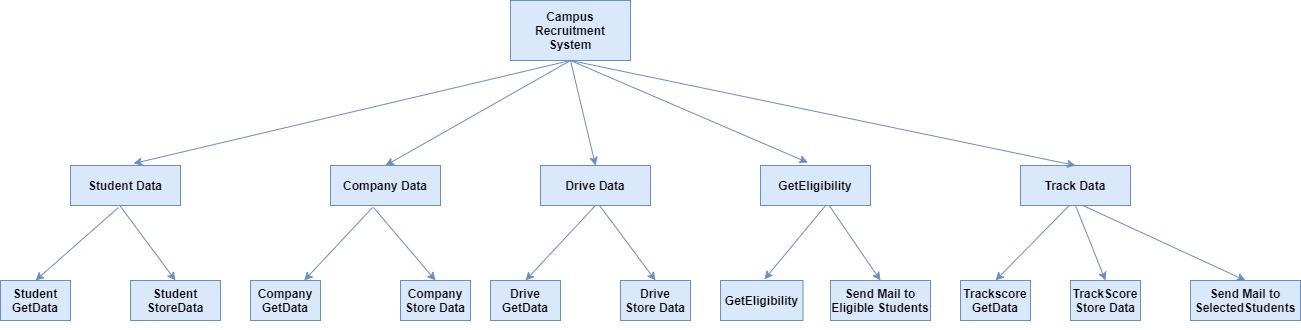 Campus
Recruitment
System
Student Data
Company Data
Drive Data
GetEligibility
Track Data
Student
GetData
Student
StoreData
Company
GetData
Company
Store Data
Drive
GetData
Drive
Store Data
GetEligibility
Send Mail to
Eligible Students
Trackscore
GetData
TrackScore
Store Data
Send Mail to
SelectedStudents